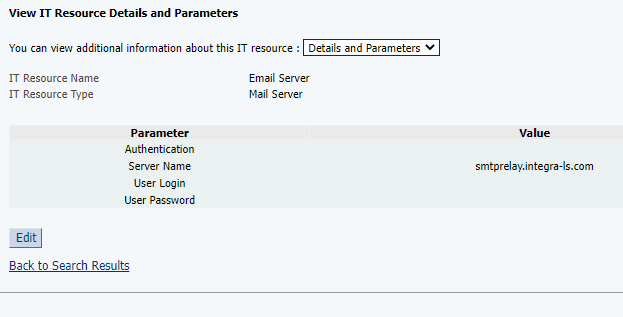 View IT Resource Details and Parameters
You can view additional information about this IT resource : Details and Parameters
IT Resource Name Email Server
IT Resource Type Mail Server
Parameter Value
Authentication
Server Name smtprelay.integra-ls.com
User Login
User Password
Edit
Back to Search Results